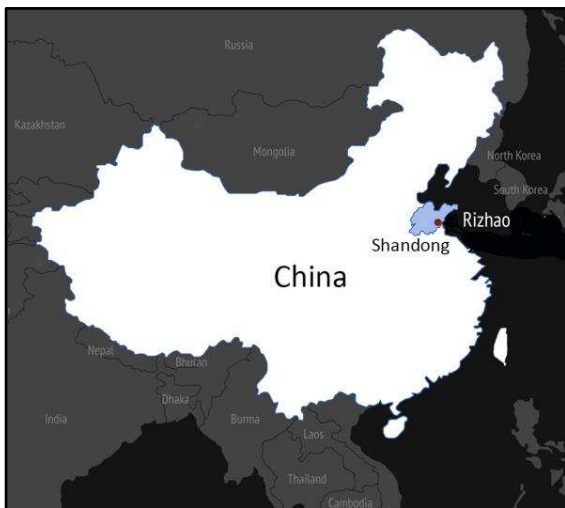 Russia
Kazakhstan
Mongolia
North Korea
South Korea
Rizhao
Shandong
China
Nepal
Bhutan
Dhaka
India
Burma
Laos
Thailand
Cambodia